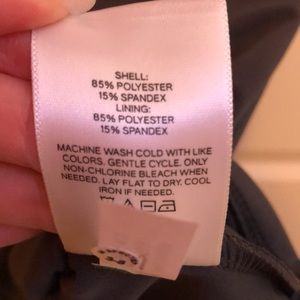 SHELL:
85% POLYESTER
15% SPANDEX
LINING:
85% POLYESTER
15% SPANDEX
MACHINE WASH COLD WITH LIKE
COLORS. GENTLE CYCLE. ONLY
NON-CHLORINE BLEACH WHEN
NEEDED. LAY FLAT TO DRY. COOL
IRON IF NEEDED.